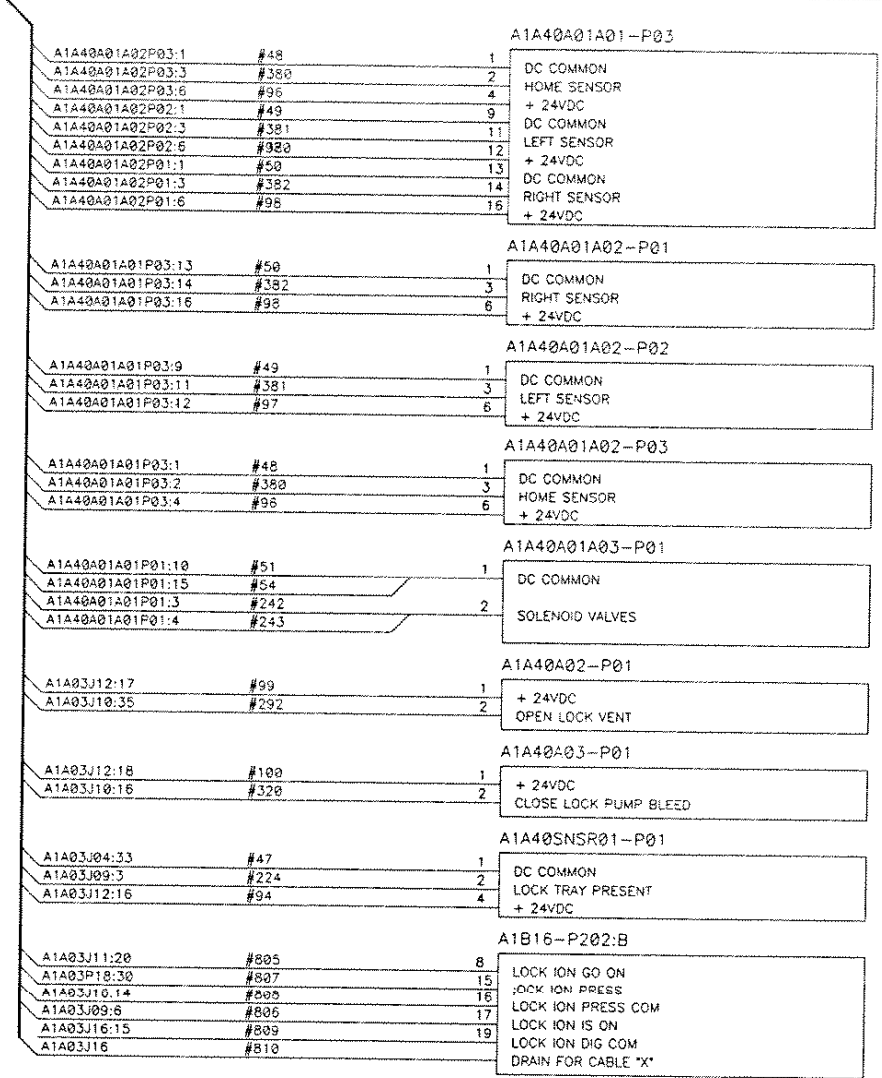 A1A40A01A01-P03
A1A40A01A02P03:1 #48 1 DC COMMON
A1A40A01A02P03:3 #380 2 HOME SENSOR
A1A40A01A02P03:6 #96 4 + 24VDC
A1A40A01A02P02:1 #49 9 DC COMMON
A1A40A01A02P02:3 #381 11 LEFT SENSOR
A1A40A01A02P02:6 12 + 24VDC
A1A40A01A02P01:1 #50 13 DC COMMON
A1A40A01A02P01:3 #382 14 RIGHT SENSOR
A1A40A01A02P01:6 #98 16 + 24VDC
A1A40A01A02-P01
A1A40A01A01P03:13 #50 1 DC COMMON
A1A40A01A01P03:14 #382 3 RIGHT SENSOR
A1A40A01A01P03:16 #98 6 + 24VDC
A1A40A01A02-P02
A1A40A01A01P03:9 #49 1 DC COMMON
A1A40A01A01P03:11 #381 3 LEFT SENSOR
A1A40A01A01P03:12 #97 6 + 24VDC
A1A40A01A02-P03
A1A40A01A01P03:1 #48 1 DC COMMON
A1A40A01A01P03:2 #380 3 HOME SENSOR
A1A40A01A01P03:4 #96 6 + 24VDC
A1A40A01A03-P01
A1A40A01A01P01:10 #51 1 DC COMMON
A1A40A01A01P01:15 #54
A1A40A01A01P01:3 #242 2 SOLENOID VALVES
A1A40A01A01P01:4 #243
A1A40A02-P01
A1A03J12:17 #99 1 + 24VDC
A1A03J10:35 #292 2 OPEN LOCK VENT
A1A40A03-P01
A1A03J12:18 #100 1 + 24VDC
A1A03J10:16 #320 2 CLOSE LOCK PUMP BLEED
A1A40SNSR01-P01
A1A03J04:33 #47 1 DC COMMON
A1A03J09:3 #224 2 LOCK TRAY PRESENT
A1A03J12:16 #94 4 + 24VDC
A1B16-P202:B
A1A03J11:20 #805 8 LOCK ION GO ON
A1A03P18:30 #807 15 ;OCK ION PRESS
A1A03J16:14 #808 16 LOCK ION PRESS COM
A1A03J09:6 #806 17 LOCK ION IS ON
A1A03J16:15 #809 19 LOCK ION DIG COM
A1A03J16 #810 DRAIN FOR CABLE "X"